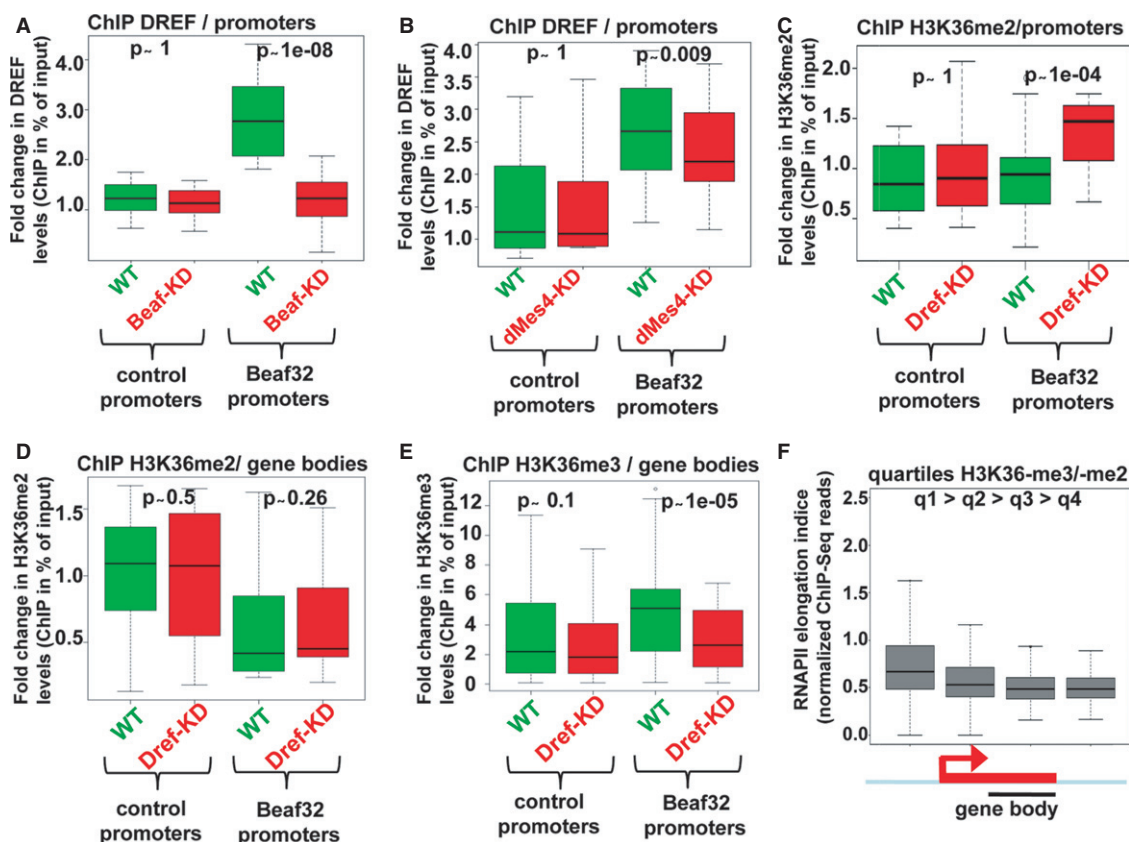 A
ChIP DREF / promoters
Fold change in DREF
levels (ChIP in % of input)
4.0
3.0
2.0
1.0
p~ 1
p~1e-08
WT
Beaf-KD
WT
Beaf-KD
control
promoters
Beaf32
promoters
B
ChIP DREF / promoters
Fold change in DREF
levels (ChIP in % of input)
4.0
3.5
3.0
2.5
2.0
1.5
1.0
p~ 1
p~0.009
WT
dMes4-KD
WT
dMes4-KD
control
promoters
Beaf32
promoters
C
ChIP H3K36me2/promoters
Fold change in H3K36me2
levels (ChIP in % of input)
2.0
1.5
1.0
0.5
p~ 1
p~1e-04
WT
Dref-KD
WT
Dref-KD
control
promoters
Beaf32
promoters
D
ChIP H3K36me2/ gene bodies
Fold change in H3K36me2
levels (ChIP in % of input)
1.5
1.0
0.5
p~0.5
p~0.26
WT
Dref-KD
WT
Dref-KD
control
promoters
Beaf32
promoters
E
ChIP H3K36me3 / gene bodies
Fold change in H3K36me3
levels (ChIP in % of input)
12
10
8
6
4
2
0
p~ 0.1
p~1e-05
WT
Dref-KD
WT
Dref-KD
control
promoters
Beaf32
promoters
F
quartiles H3K36-me3/-me2
q1 > q2 > q3 > q4
RNAPII elongation indice
(normalized ChIP-Seq reads)
2.5
2.0
1.5
1.0
0.5
0.0
gene body